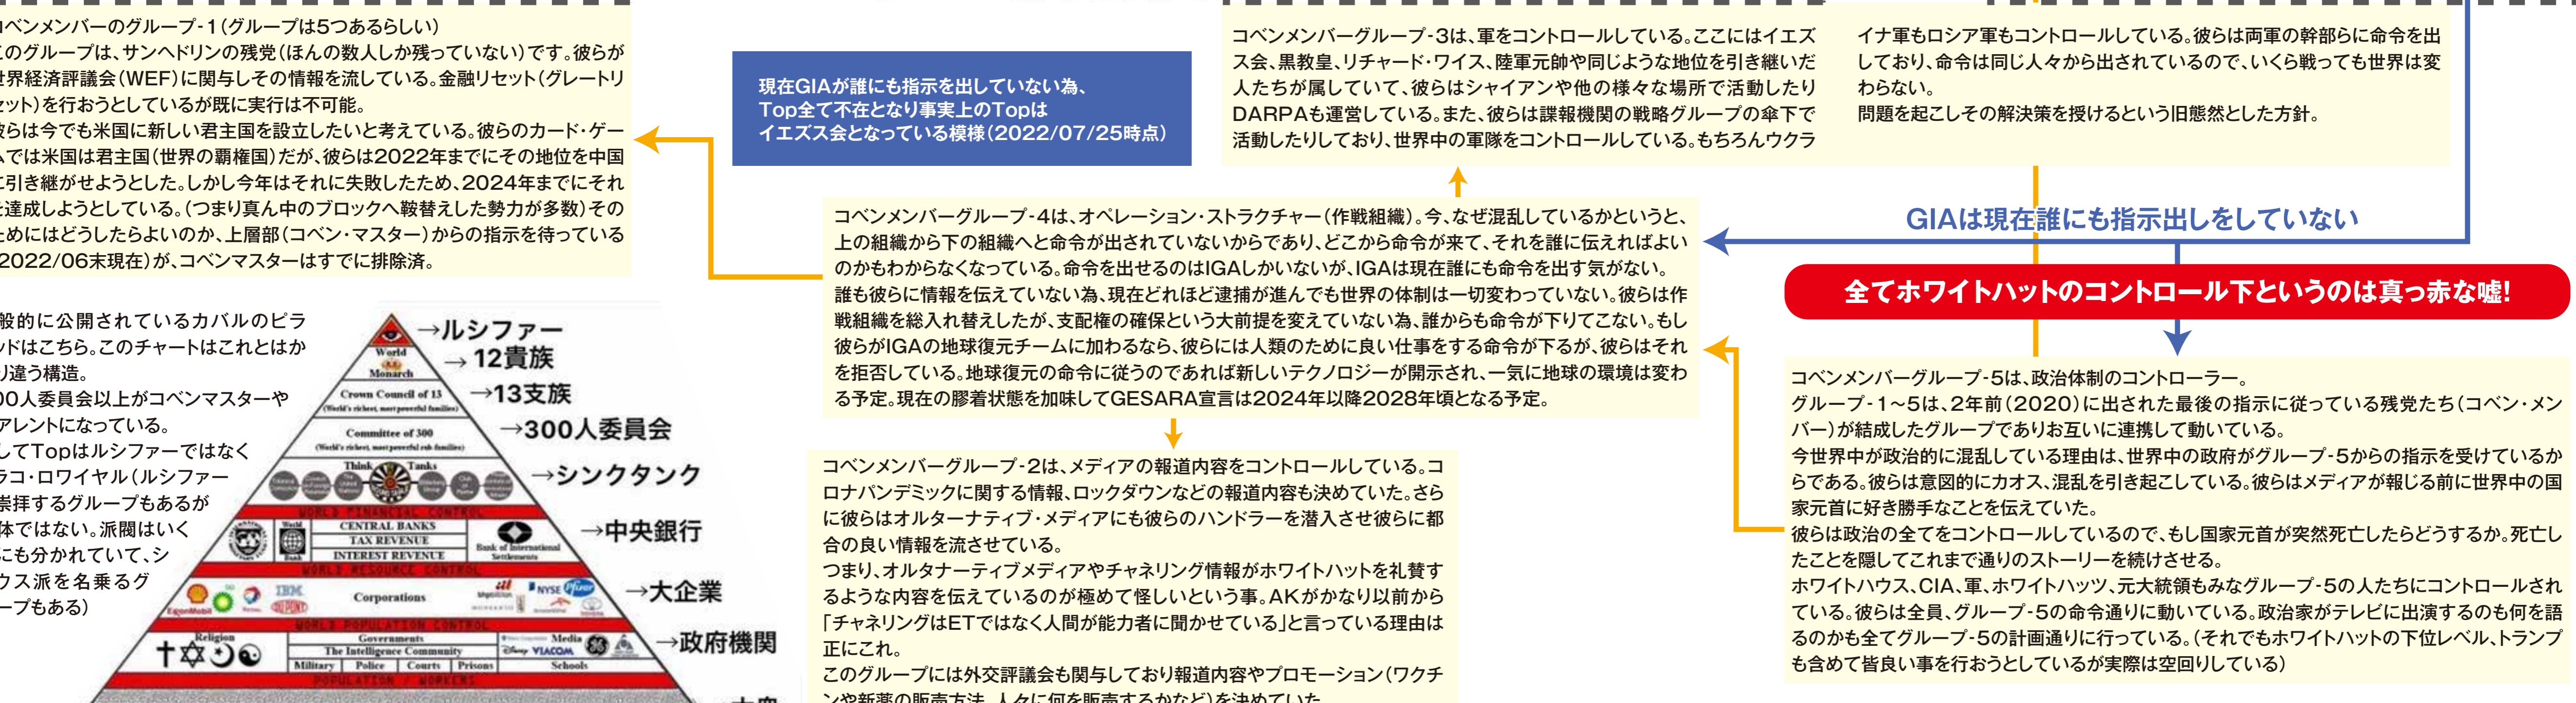 コベンメンバーのグループ-1(グループは5つあるらしい)
このグループは、サンヘドリンの残党(ほんの数人しか残っていない)です。彼らが
世界経済評議会(WEF)に関与しその情報を流している。金融リセット(グレートリ
セット)を行おうとしているが既に実行は不可能。
彼らは今でも米国に新しい君主国を設立したいと考えている。彼らのカード・ゲー
ムでは米国は君主国(世界の覇権国)だが、彼らは2022年までにその地位を中国
に引き継がせようとした。しかし今年はそれに失敗したため、2024年までにそれ
を達成しようとしている。(つまり真ん中のブロックへ鞍替えした勢力が多数)その
ためにはどうしたらよいのか、上層部(コベン・マスター)からの指示を待っている
(2022/06末現在)が、コベンマスターはすでに排除済。
現在GIAが誰にも指示を出していない為、
Top全て不在となり事実上のTopは
イエズス会となっている模様(2022/07/25時点)
コベンメンバーグループ-3は、軍をコントロールしている。ここにはイエズ
ス会、黒教皇、リチャード・ワイス、陸軍元帥や同じような地位を引き継いだ
人たちが属していて、彼らはシャイアンや他の様々な場所で活動したり
DARPAも運営している。また、彼らは諜報機関の戦略グループの傘下で
活動したりしており、世界中の軍隊をコントロールしている。もちろんウクラ
イナ軍もロシア軍もコントロールしている。彼らは両軍の幹部らに命令を出
しており、命令は同じ人々から出されているので、いくら戦っても世界は変
わらない。
問題を起こしその解決策を授けるという旧態然とした方針。
コベンメンバーグループ-4は、オペレーション・ストラクチャー(作戦組織)。今、なぜ混乱しているかというと、
上の組織から下の組織へと命令が出されていないからであり、どこから命令が来て、それを誰に伝えればよい
のかもわからなくなっている。命令を出せるのはIGAしかいないが、IGAは現在誰にも命令を出す気がない。
誰も彼らに情報を伝えていない為、現在どれほど逮捕が進んでも世界の体制は一切変わっていない。彼らは作
戦組織を総入れ替えしたが、支配権の確保という大前提を変えていない為、誰からも命令が下りてこない。もし
彼らがIGAの地球復元チームに加わるなら、彼らには人類のために良い仕事をする命令が下るが、彼らはそれ
を拒否している。地球復元の命令に従うのであれば新しいテクノロジーが開示され、一気に地球の環境は変わ
る予定。現在の膠着状態を加味してGESARA宣言は2024年以降2028年頃となる予定。
GIAは現在誰にも指示出しをしていない
全てホワイトハットのコントロール下というのは真っ赤な嘘!
般的に公開されているカバルのピラ
ッドはこちら。このチャートはこれとはか
り違う構造。
00人委員会以上がコベンマスターや
アレントになっている。
してTopはルシファーではなく
ラコ・ロワイヤル(ルシファー
崇拝するグループもあるが
体ではない。派閥はいく
にも分かれていて、シ
ウス派を名乗るグ
ープもある)
→ルシファー
World
Monarch
→12貴族
Crown Council of 13
(World's richest, most powerful families)
→13支族
Committee of 300
(World's richest, most powerful sub families)
→300人委員会
Think Tanks
→シンクタンク
WORLD FINANCIAL CONTROL
World
Bank
CENTRAL BANKS
TAX REVENUE
INTEREST REVENUE
Bank of International
Settlements
→中央銀行
WORLD RESOURCE CONTROL
ExxonMobil
IBM
DUPONT
Corporations
NYSE
Pfizer
→大企業
WORLD POPULATION CONTROL
Religion
Governments
The Intelligence Community
Military
Police
Courts
Prisons
Media
Disney
VIACOM
Schools
→政府機関
POPULATION / WORKERS
→大衆
コベンメンバーグループ-2は、メディアの報道内容をコントロールしている。コ
ロナパンデミックに関する情報、ロックダウンなどの報道内容も決めていた。さら
に彼らはオルターナティブ・メディアにも彼らのハンドラーを潜入させ彼らに都
合の良い情報を流させている。
つまり、オルタナーティブメディアやチャネリング情報がホワイトハットを礼賛す
るような内容を伝えているのが極めて怪しいという事。AKがかなり以前から
「チャネリングはETではなく人間が能力者に聞かせている」と言っている理由は
正にこれ。
このグループには外交評議会も関与しており報道内容やプロモーション(ワクチ
ンや新薬の販売方法、人々に何を販売するかなど)を決めていた
コベンメンバーグループ-5は、政治体制のコントローラー。
グループ-1~5は、2年前(2020)に出された最後の指示に従っている残党たち(コベン・メン
バー)が結成したグループでありお互いに連携して動いている。
今世界中が政治的に混乱している理由は、世界中の政府がグループ-5からの指示を受けているか
らである。彼らは意図的にカオス、混乱を引き起こしている。彼らはメディアが報じる前に世界中の国
家元首に好き勝手なことを伝えていた。
彼らは政治の全てをコントロールしているので、もし国家元首が突然死亡したらどうするか。死亡し
たことを隠してこれまで通りのストーリーを続けさせる。
ホワイトハウス、CIA、軍、ホワイトハッツ、元大統領もみなグループ-5の人たちにコントロールされ
ている。彼らは全員、グループ-5の命令通りに動いている。政治家がテレビに出演するのも何を語
るのかも全てグループ-5の計画通りに行っている。(それでもホワイトハットの下位レベル、トランプ
も含めて皆良い事を行おうとしているが実際は空回りしている)